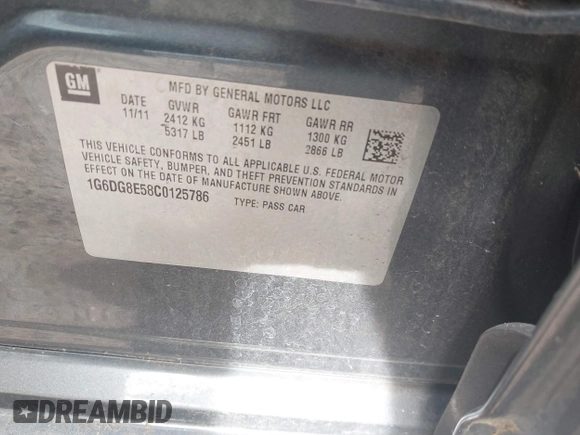 GM
MFD BY GENERAL MOTORS LLC
DATE GVWR GAWR FRT GAWR RR
11/11 2412 KG 1112 KG 1300 KG
5317 LB 2451 LB 2866 LB
THIS VEHICLE CONFORMS TO ALL APPLICABLE U.S. FEDERAL MOTOR
VEHICLE SAFETY, BUMPER, AND THEFT PREVENTION STANDARDS IN
EFFECT ON THE DATE OF MANUFACTURE SHOWN ABOVE.
1G6DG8E58C0125786 TYPE: PASS CAR
DREAMBID